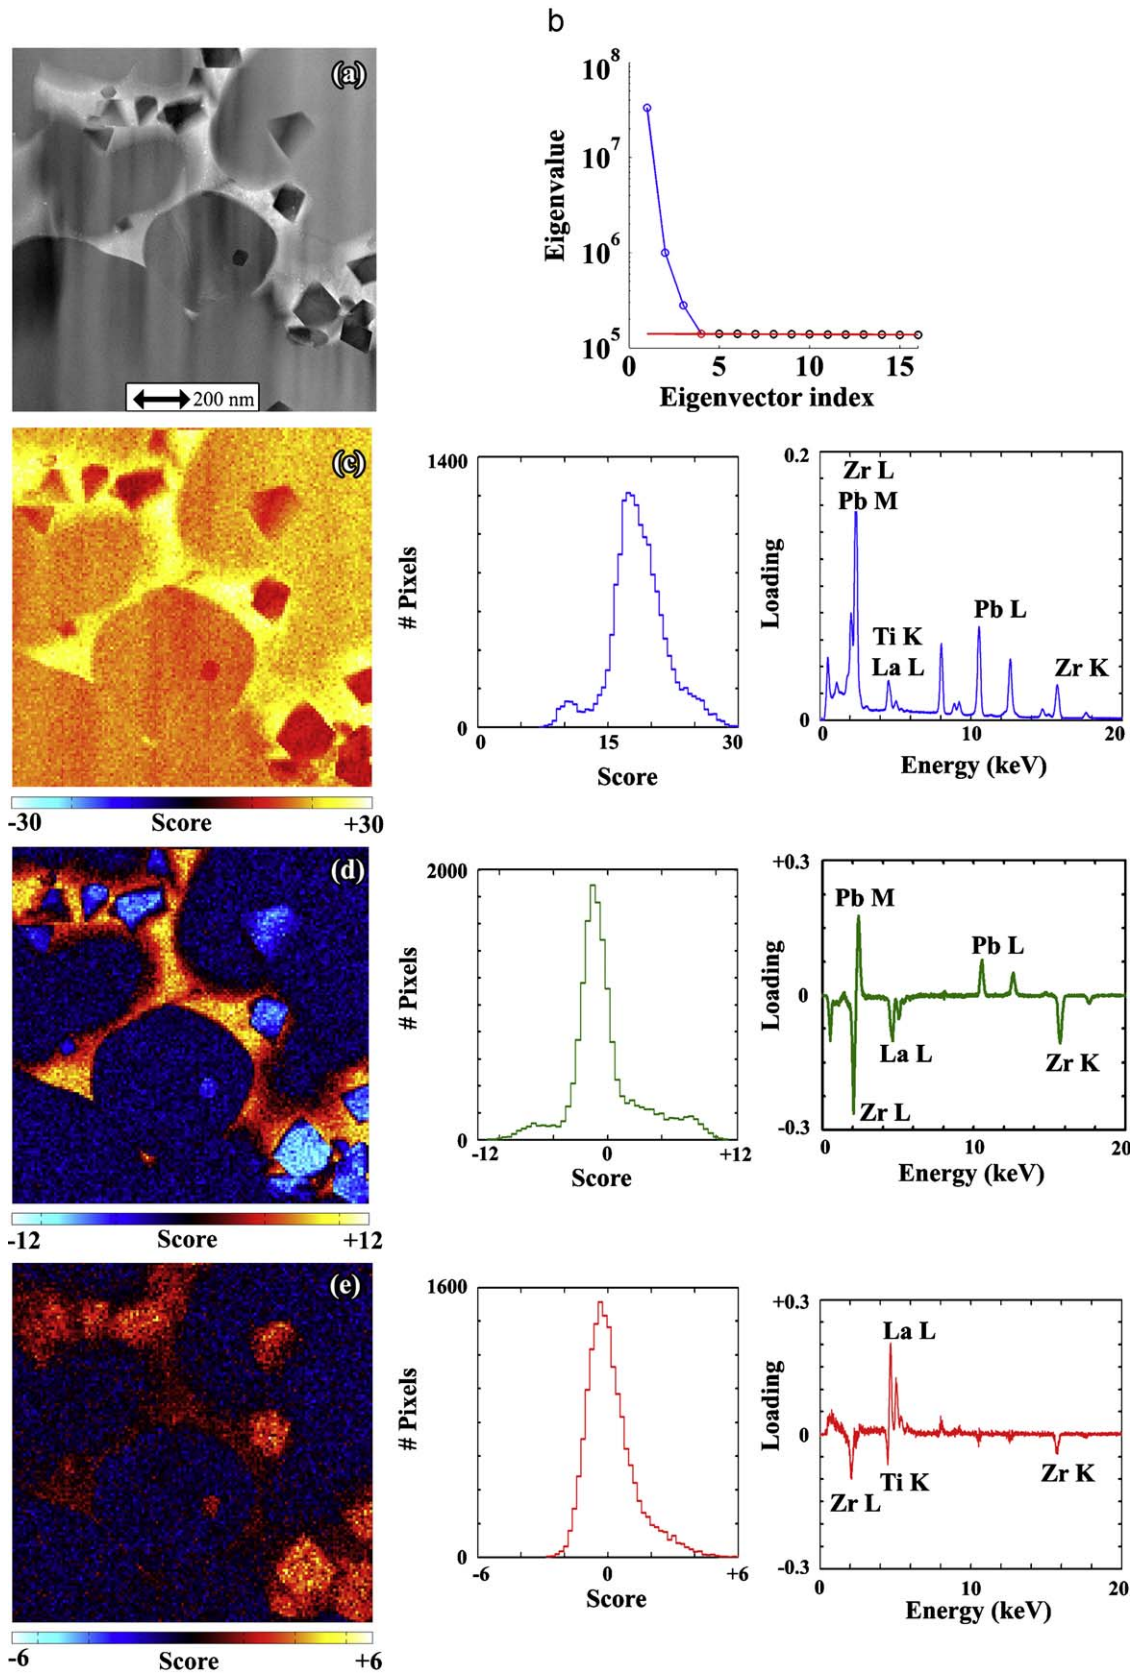 b
(a)
200 nm
10^8
10^7
10^6
10^5
Eigenvalue
0 5 10 15
Eigenvector index
(c)
-30 Score +30
1400
# Pixels
0
0 15 30
Score
0.2
Loading
0
Zr L
Pb M
Ti K
La L
Pb L
Zr K
0 10 20
Energy (keV)
(d)
-12 Score +12
2000
# Pixels
0
-12 0 +12
Score
+0.3
Loading
0
-0.3
Pb M
Pb L
La L
Zr K
Zr L
0 10 20
Energy (keV)
(e)
-6 Score +6
1600
# Pixels
0
-6 0 +6
Score
+0.3
Loading
0
-0.3
La L
Ti K
Zr L
Zr K
0 10 20
Energy (keV)